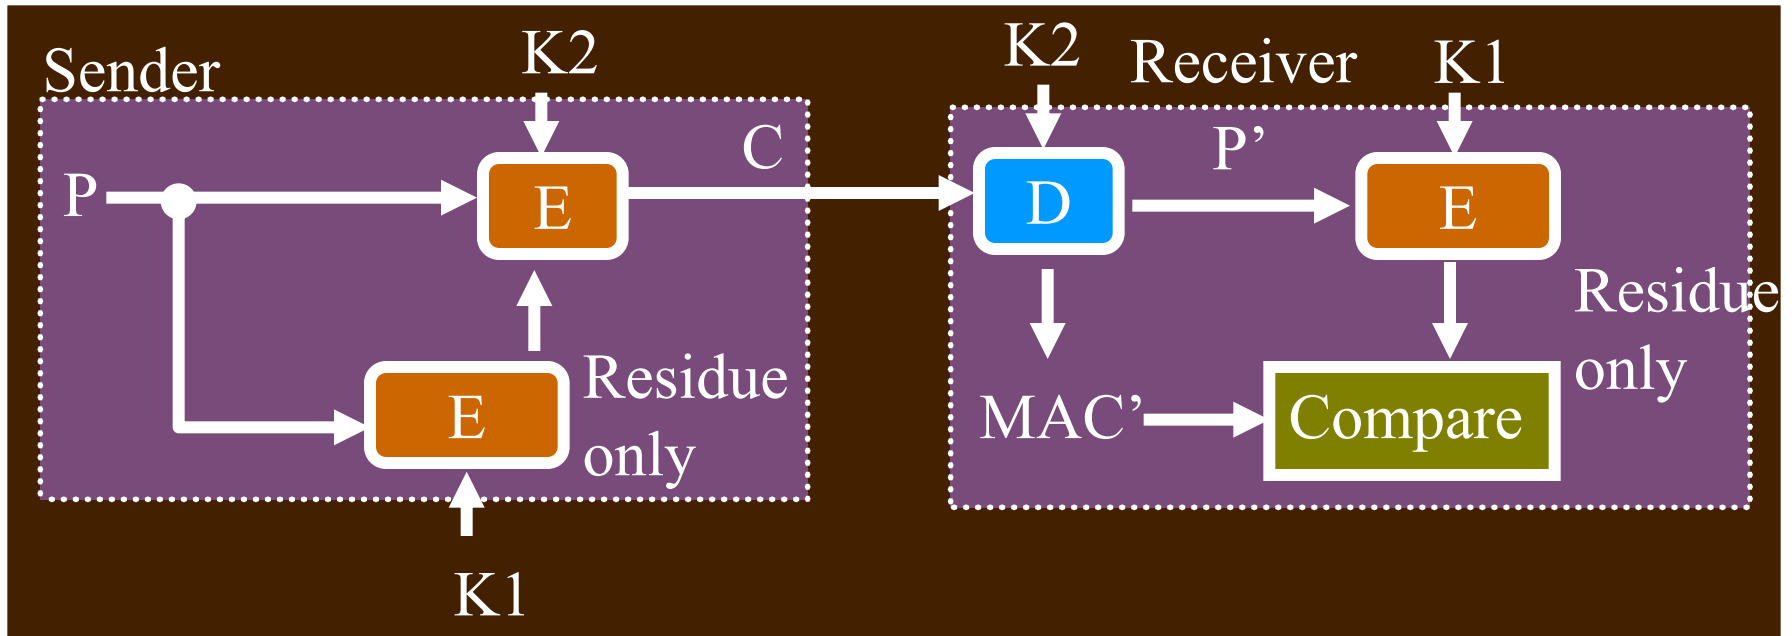 Sender
K2
K2
Receiver
K1
P
E
C
D
P’
E
E
Residue
only
K1
MAC’
Compare
Residue
only